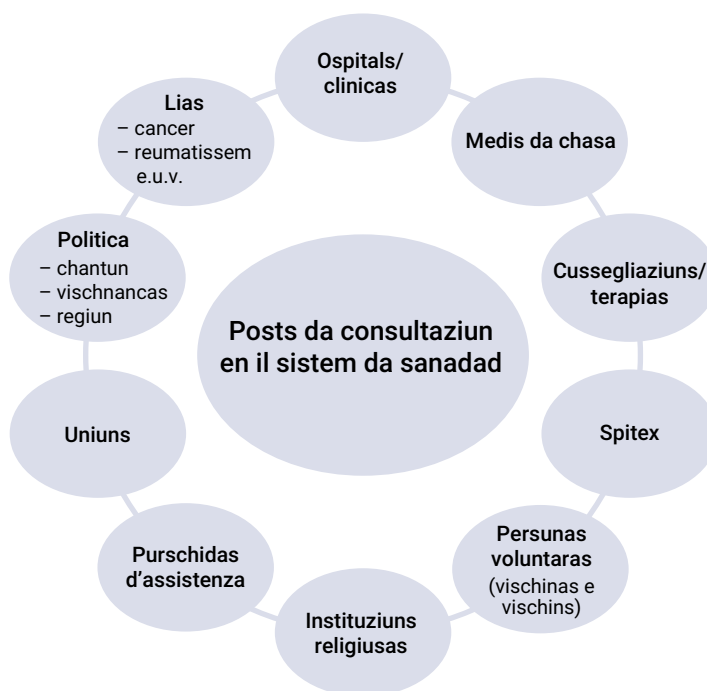 Posts da consultaziun
en il sistem da sanadad
Ospitals/
clinicas
Medis da chasa
Cussegliaziuns/
terapias
Spitex
Persunas
voluntaras
(vischinas e
vischins)
Instituziuns
religiusas
Purschidas
d’assistenza
Uniuns
Politica
– chantun
– vischnancas
– regiun
Lias
– cancer
– reumatissem
e.u.v.